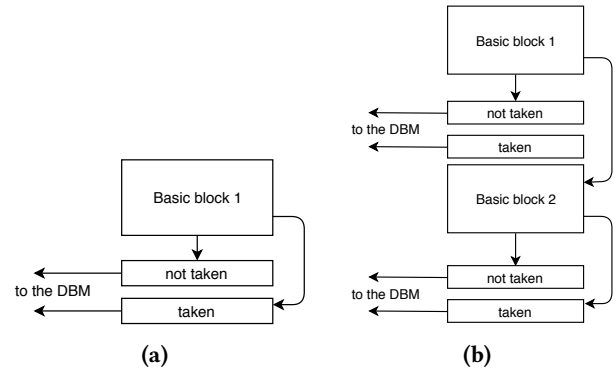 Basic block 1
not taken
to the DBM
taken
(a)
Basic block 1
not taken
to the DBM
taken
Basic block 2
not taken
to the DBM
taken
(b)